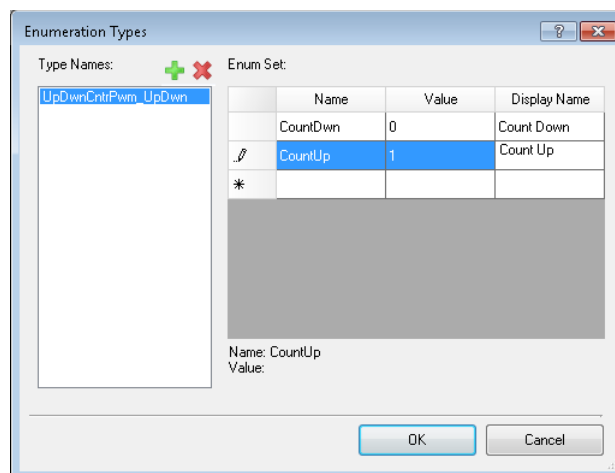 Enumeration Types
Type Names:
Enum Set:
UpDwnCntrPwm_UpDwn
Name Value Display Name
CountDwn 0 Count Down
CountUp 1 Count Up
Name: CountUp
Value:
OK Cancel